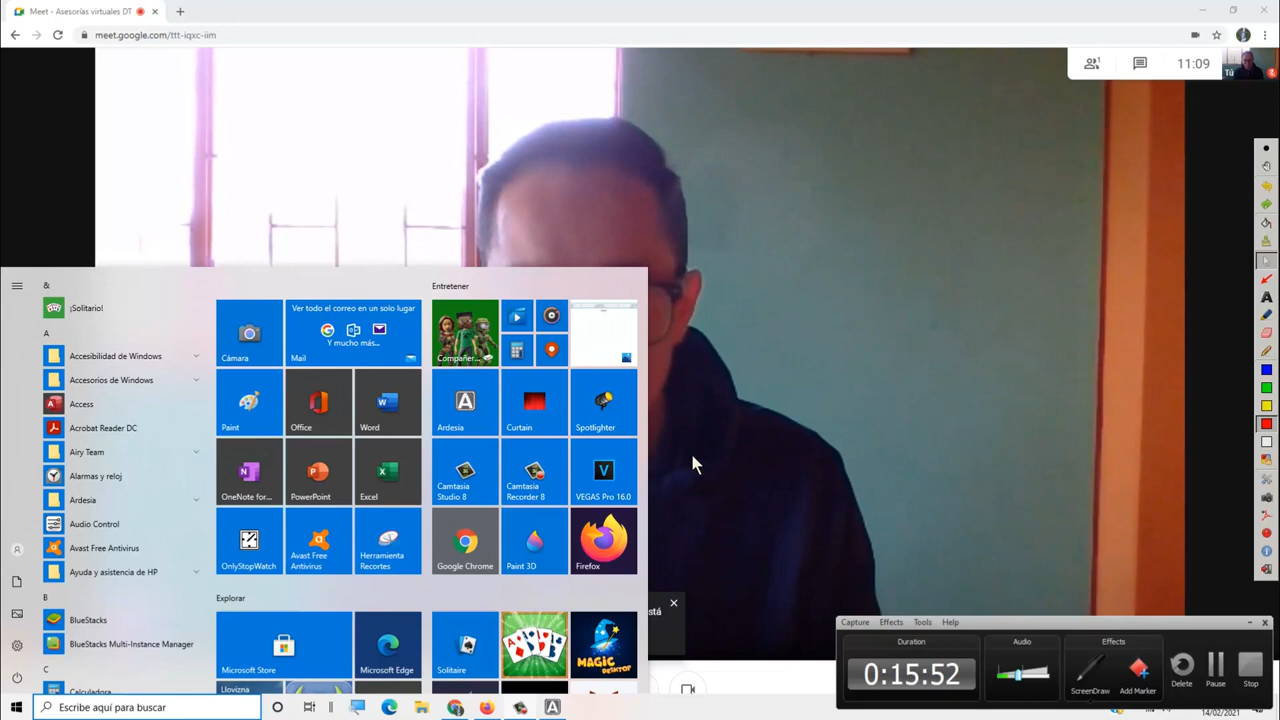 Meet - Asesorías virtuales DT
meet.google.com/ttt-iqxc-iim
1
11:09
Tú
&
¡Solitario!
A
Accesibilidad de Windows
Accesorios de Windows
Access
Acrobat Reader DC
Airy Team
Alarmas y reloj
Ardesia
Audio Control
Avast Free Antivirus
Ayuda y asistencia de HP
B
BlueStacks
BlueStacks Multi-Instance Manager
C
Calculadora
Cámara
Ver todo el correo en un solo lugar
Y mucho más...
Mail
Paint
Office
Word
OneNote for...
PowerPoint
Excel
OnlyStopWatch
Avast Free
Antivirus
Herramienta
Recortes
Explorar
Microsoft Store
Microsoft Edge
Llovizna
Entretener
Compañer...
Ardesia
Curtain
Spotlighter
Camtasia
Studio 8
Camtasia
Recorder 8
VEGAS Pro 16.0
Google Chrome
Paint 3D
Firefox
Solitaire
MAGIC
DESKTOP
está
Capture Effects Tools Help
Duration
0:15:52
Audio
Effects
ScreenDraw
Add Marker
Delete
Pause
Stop
Escribe aquí para buscar
14/02/2021